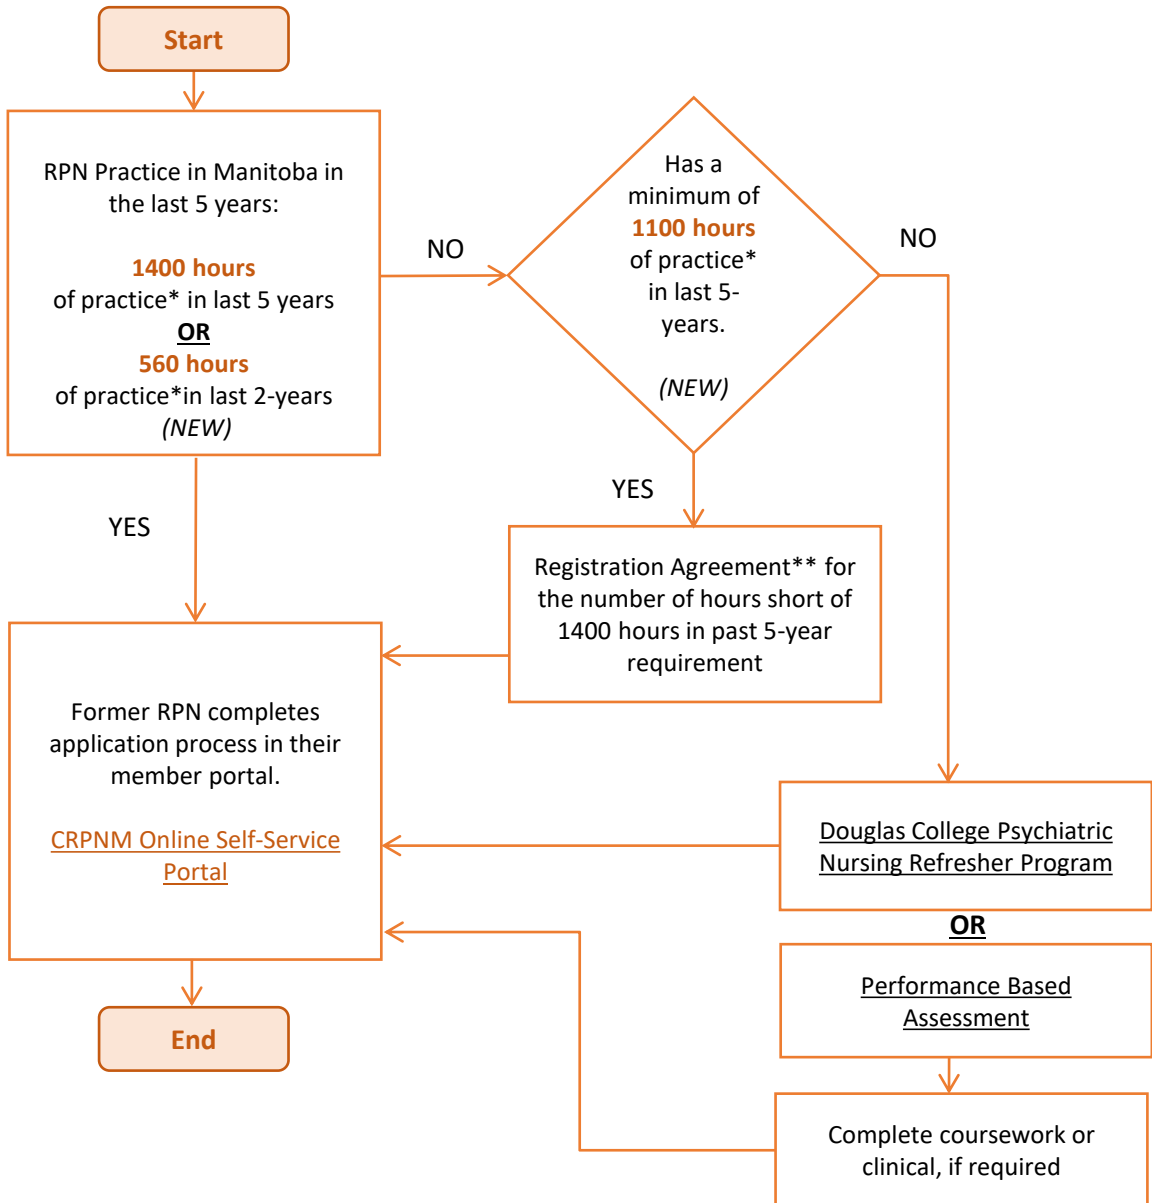 Start
RPN Practice in Manitoba in
the last 5 years:
1400 hours
of practice* in last 5 years
OR
560 hours
of practice*in last 2-years
(NEW)
NO
Has a
minimum of
1100 hours
of practice*
in last 5-
years.
(NEW)
NO
YES
YES
Registration Agreement** for
the number of hours short of
1400 hours in past 5-year
requirement
Former RPN completes
application process in their
member portal.
CRPNM Online Self-Service
Portal
Douglas College Psychiatric
Nursing Refresher Program
OR
Performance Based
Assessment
End
Complete coursework or
clinical, if required